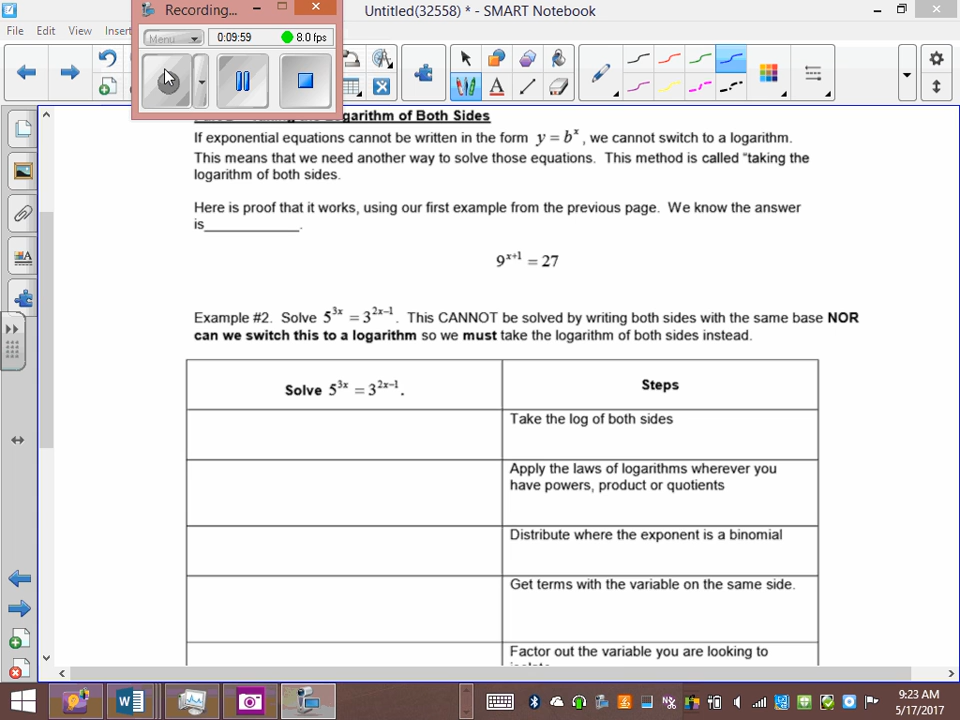 Recording...
Untitled(32558) * - SMART Notebook
File Edit View Insert
Menu 0:09:59 8.0 fps
Logarithm of Both Sides
If exponential equations cannot be written in the form y = b^x, we cannot switch to a logarithm.
This means that we need another way to solve those equations. This method is called “taking the
logarithm of both sides.
Here is proof that it works, using our first example from the previous page. We know the answer
is____________.
9^{x+1} = 27
Example #2. Solve 5^{3x} = 3^{2x-1}. This CANNOT be solved by writing both sides with the same base NOR
can we switch this to a logarithm so we must take the logarithm of both sides instead.
Solve 5^{3x} = 3^{2x-1}. Steps
Take the log of both sides
Apply the laws of logarithms wherever you
have powers, product or quotients
Distribute where the exponent is a binomial
Get terms with the variable on the same side.
Factor out the variable you are looking to
9:23 AM
5/17/2017